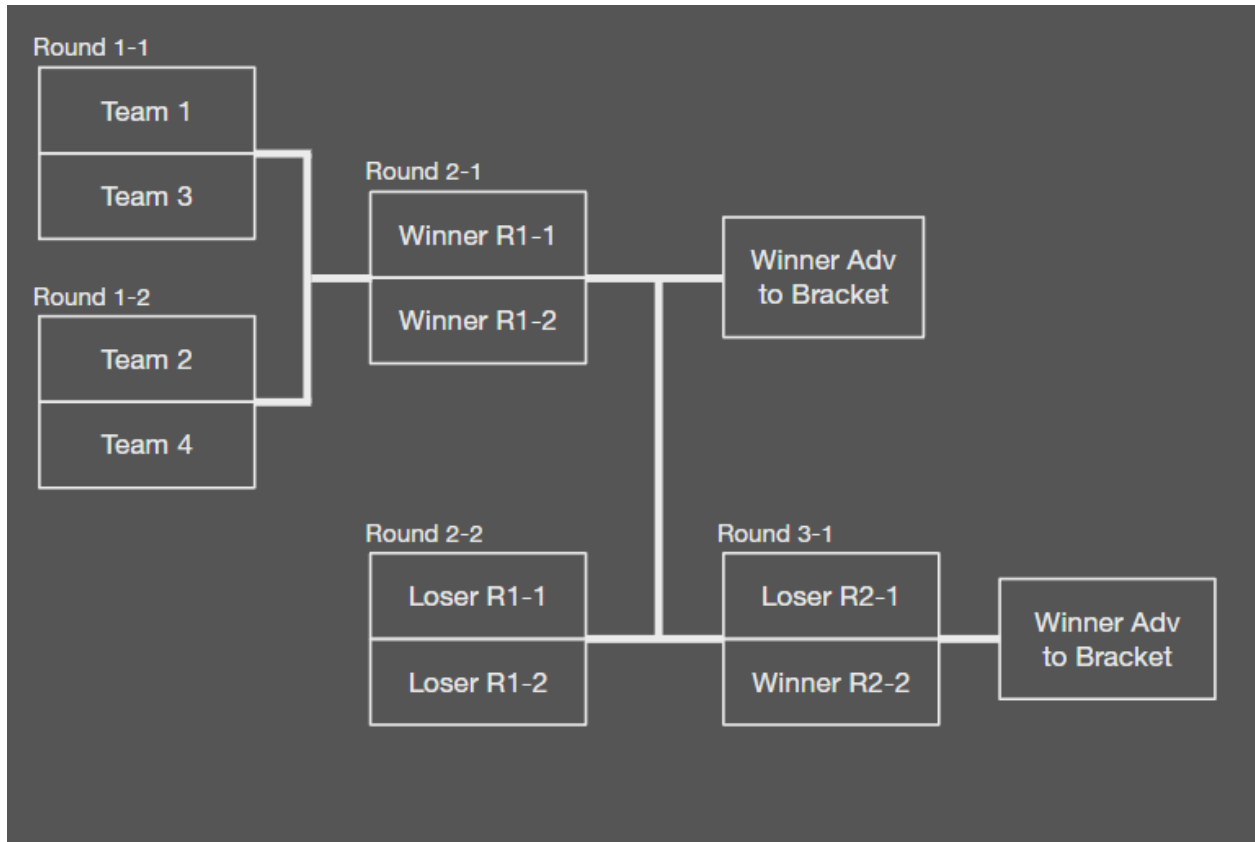 Round 1-1
Team 1
Team 3
Round 1-2
Team 2
Team 4
Round 2-1
Winner R1-1
Winner R1-2
Winner Adv
to Bracket
Round 2-2
Loser R1-1
Loser R1-2
Round 3-1
Loser R2-1
Winner R2-2
Winner Adv
to Bracket